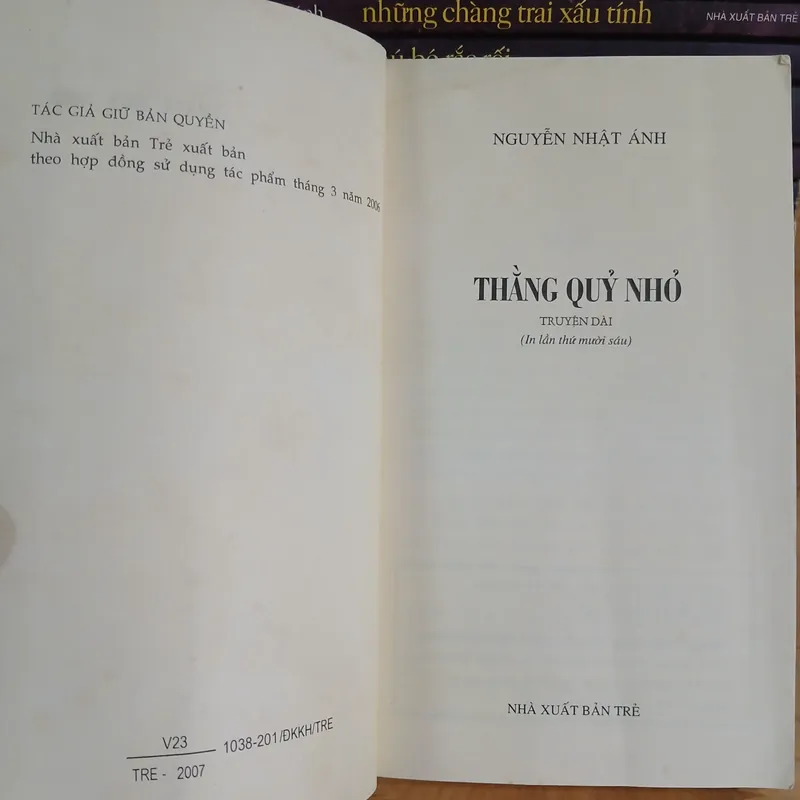 những chàng trai xấu tính
NHÀ XUẤT BẢN TRẺ
TÁC GIẢ GIỮ BẢN QUYỀN
Nhà xuất bản Trẻ xuất bản
theo hợp đồng sử dụng tác phẩm tháng 3 năm 2006
V23
1038-201/ĐKKH/TRE
TRE - 2007
NGUYỄN NHẬT ÁNH
THẰNG QUỶ NHỎ
TRUYỆN DÀI
(In lần thứ mười sáu)
NHÀ XUẤT BẢN TRẺ